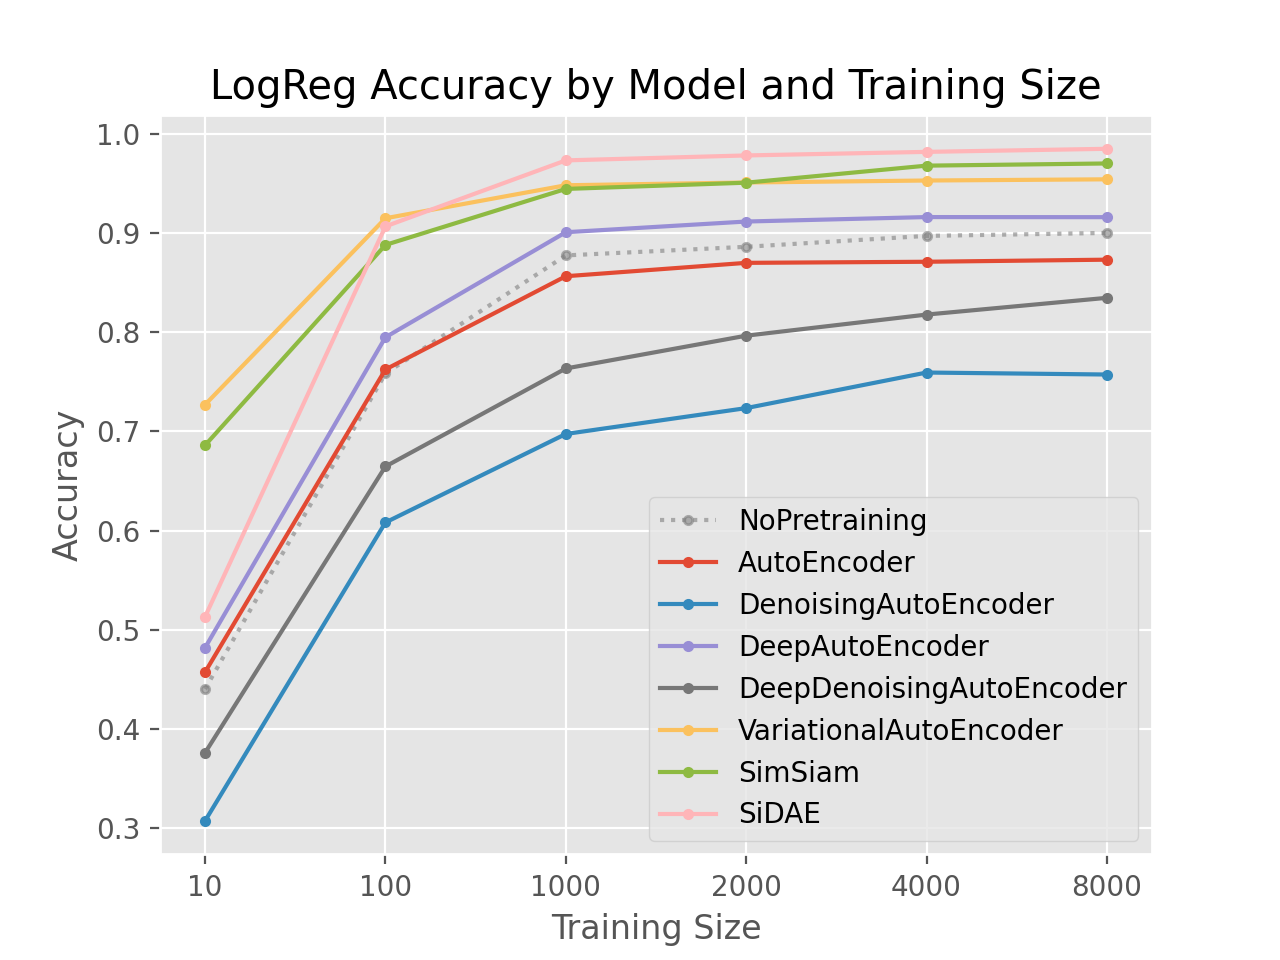 LogReg Accuracy by Model and Training Size
1.0
0.9
0.8
0.7
0.6
0.5
0.4
0.3
Accuracy
NoPretraining
AutoEncoder
DenoisingAutoEncoder
DeepAutoEncoder
DeepDenoisingAutoEncoder
VariationalAutoEncoder
SimSiam
SiDAE
10 100 1000 2000 4000 8000
Training Size